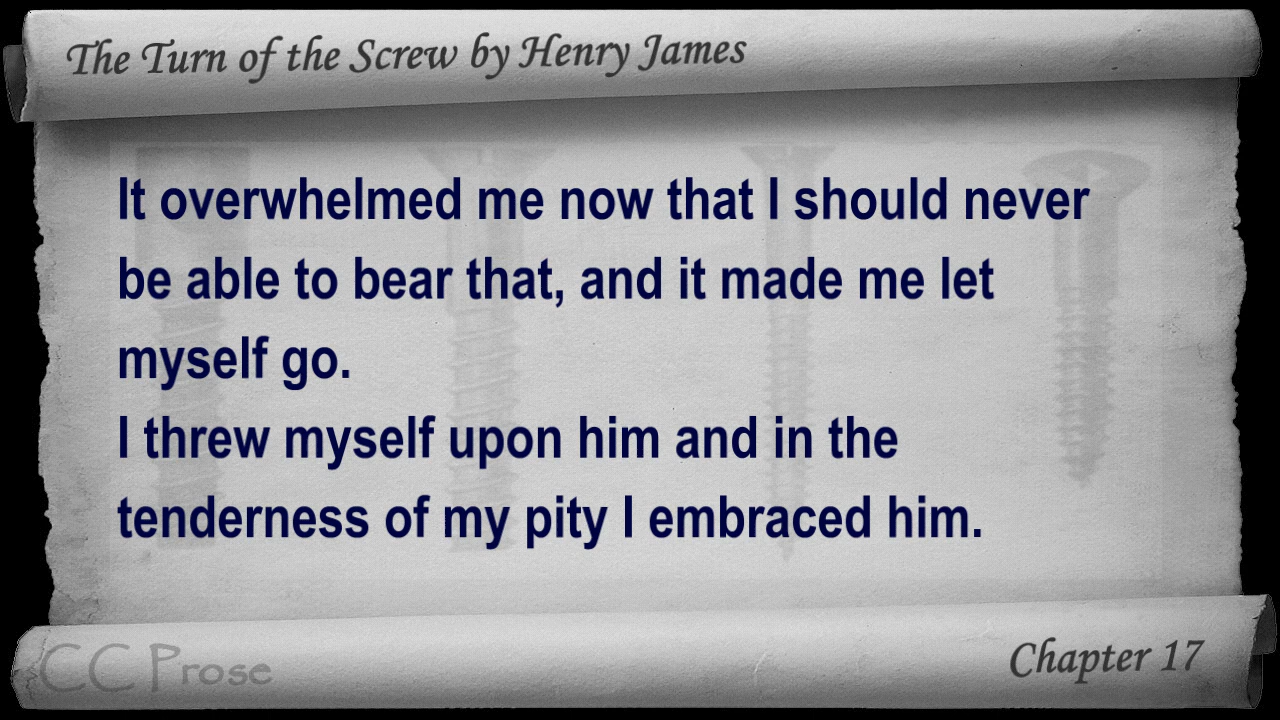 The Turn of the Screw by Henry James
It overwhelmed me now that I should never
be able to bear that, and it made me let
myself go.
I threw myself upon him and in the
tenderness of my pity I embraced him.
CC Prose
Chapter 17